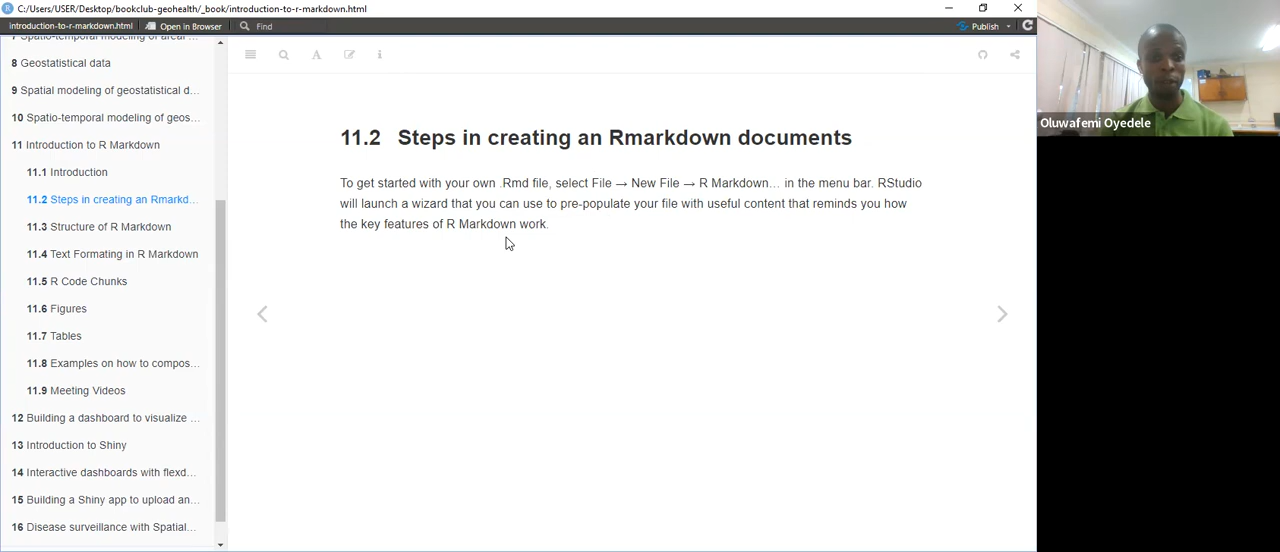 C:/Users/USER/Desktop/bookclub-geohealth/_book/introduction-to-r-markdown.html
introduction-to-r-markdown.html
Open in Browser
Find
Publish
7 Spatio-temporal modeling of areal ...
8 Geostatistical data
9 Spatial modeling of geostatistical d...
10 Spatio-temporal modeling of geos...
11 Introduction to R Markdown
11.1 Introduction
11.2 Steps in creating an Rmarkd...
11.3 Structure of R Markdown
11.4 Text Formating in R Markdown
11.5 R Code Chunks
11.6 Figures
11.7 Tables
11.8 Examples on how to compos...
11.9 Meeting Videos
12 Building a dashboard to visualize ...
13 Introduction to Shiny
14 Interactive dashboards with flexd...
15 Building a Shiny app to upload an...
16 Disease surveillance with Spatial...
11.2 Steps in creating an Rmarkdown documents
To get started with your own .Rmd file, select File → New File → R Markdown... in the menu bar. RStudio
will launch a wizard that you can use to pre-populate your file with useful content that reminds you how
the key features of R Markdown work.
Oluwafemi Oyedele